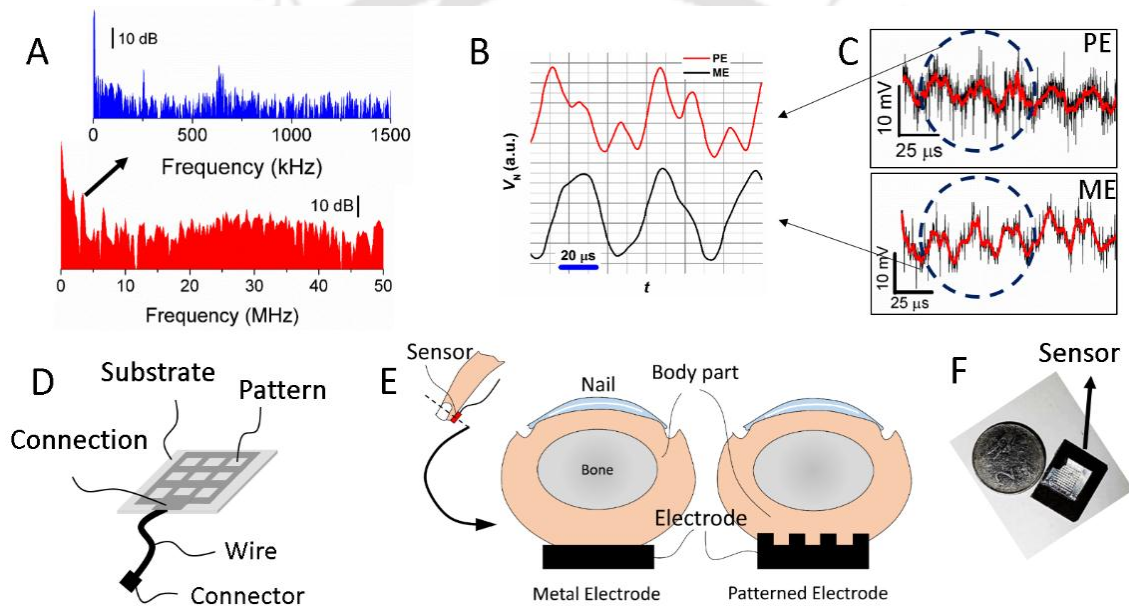 A
10 dB
0 500 1000 1500
Frequency (kHz)
10 dB
0 10 20 30 40 50
Frequency (MHz)
B
PE
ME
V_N (a.u.)
20 µs
t
C
PE
10 mV
25 µs
ME
10 mV
25 µs
D
Substrate
Pattern
Connection
Wire
Connector
E
Sensor
Nail
Body part
Bone
Electrode
Metal Electrode
Patterned Electrode
F
Sensor